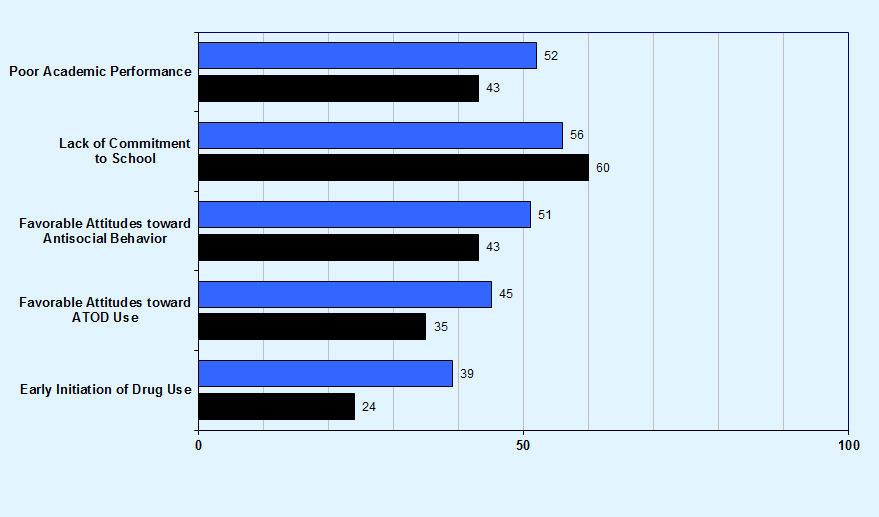 Poor Academic Performance
52
43
Lack of Commitment
to School
56
60
Favorable Attitudes toward
Antisocial Behavior
51
43
Favorable Attitudes toward
ATOD Use
45
35
Early Initiation of Drug Use
39
24
0 50 100